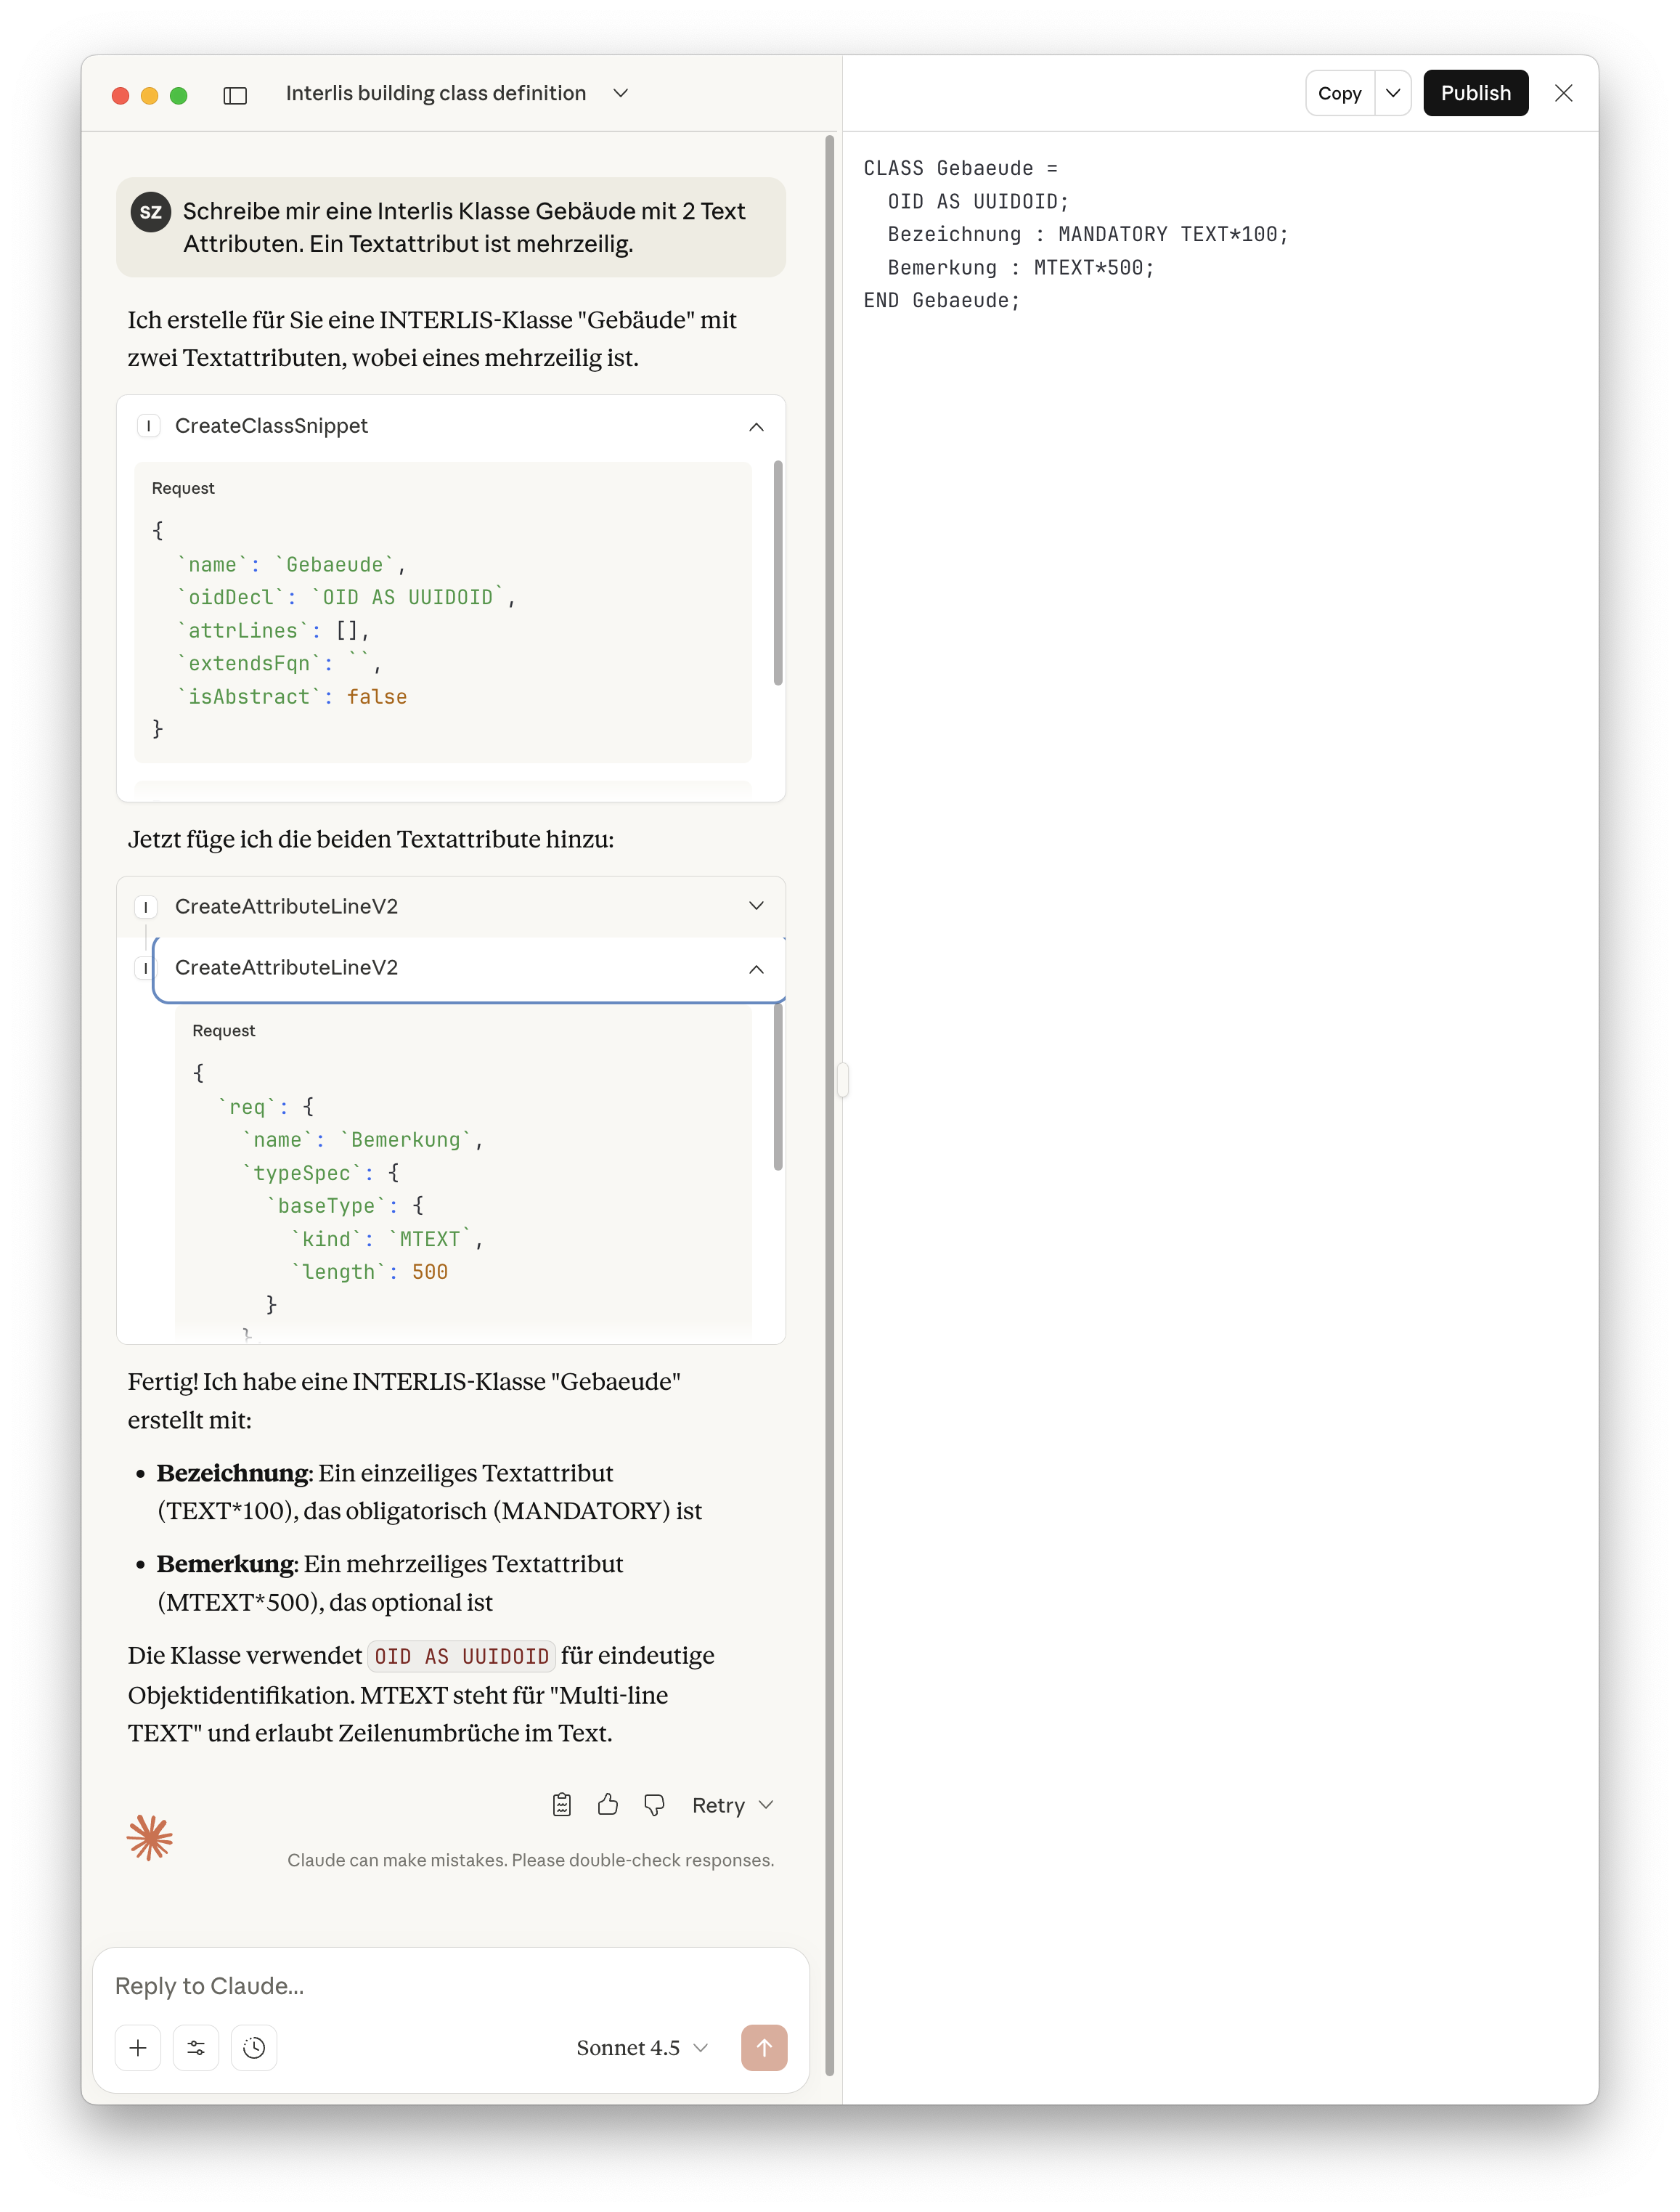 Interlis building class definition
Copy
Publish
SZ
Schreibe mir eine Interlis Klasse Gebäude mit 2 Text
Attributen. Ein Textattribut ist mehrzeilig.
Ich erstelle für Sie eine INTERLIS-Klasse "Gebäude" mit
zwei Textattributen, wobei eines mehrzeilig ist.
I
CreateClassSnippet
Request
{
  `name`: `Gebaeude`,
  `oidDecl`: `OID AS UUIDOID`,
  `attrLines`: [],
  `extendsFqn`: ``,
  `isAbstract`: false
}
Jetzt füge ich die beiden Textattribute hinzu:
I
CreateAttributeLineV2
I
CreateAttributeLineV2
Request
{
  `req`: {
    `name`: `Bemerkung`,
    `typeSpec`: {
      `baseType`: {
        `kind`: `MTEXT`,
        `length`: 500
      }
    }
Fertig! Ich habe eine INTERLIS-Klasse "Gebaeude"
erstellt mit:
• Bezeichnung: Ein einzeiliges Textattribut
(TEXT*100), das obligatorisch (MANDATORY) ist
• Bemerkung: Ein mehrzeiliges Textattribut
(MTEXT*500), das optional ist
Die Klasse verwendet OID AS UUIDOID für eindeutige
Objektidentifikation. MTEXT steht für "Multi-line
TEXT" und erlaubt Zeilenumbrüche im Text.
Retry
Claude can make mistakes. Please double-check responses.
Reply to Claude...
Sonnet 4.5
CLASS Gebaeude =
  OID AS UUIDOID;
  Bezeichnung : MANDATORY TEXT*100;
  Bemerkung : MTEXT*500;
END Gebaeude;